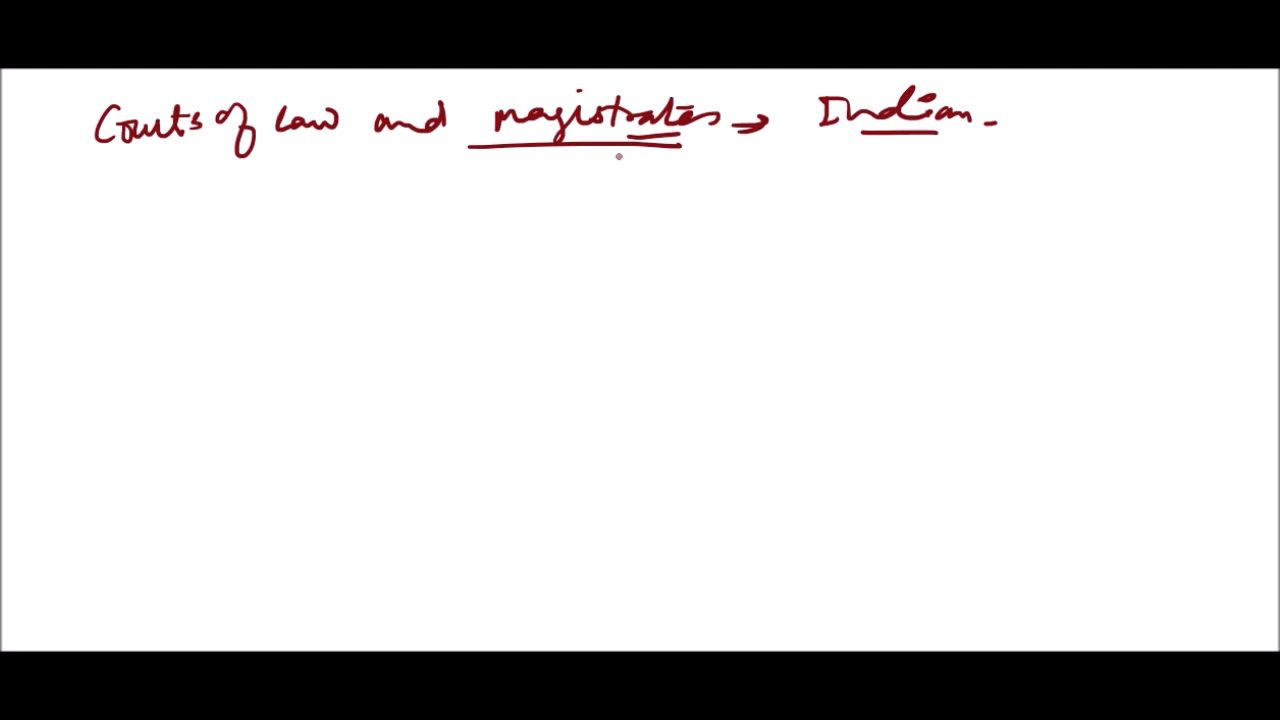 Courts of Law and magistrates → Indian.